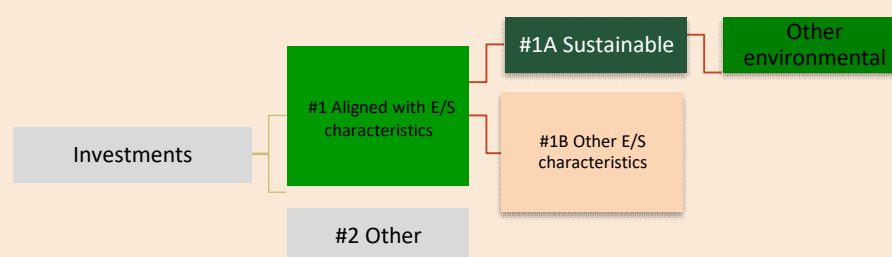 Investments
#1 Aligned with E/S
characteristics
#2 Other
#1A Sustainable
#1B Other E/S
characteristics
Other
environmental